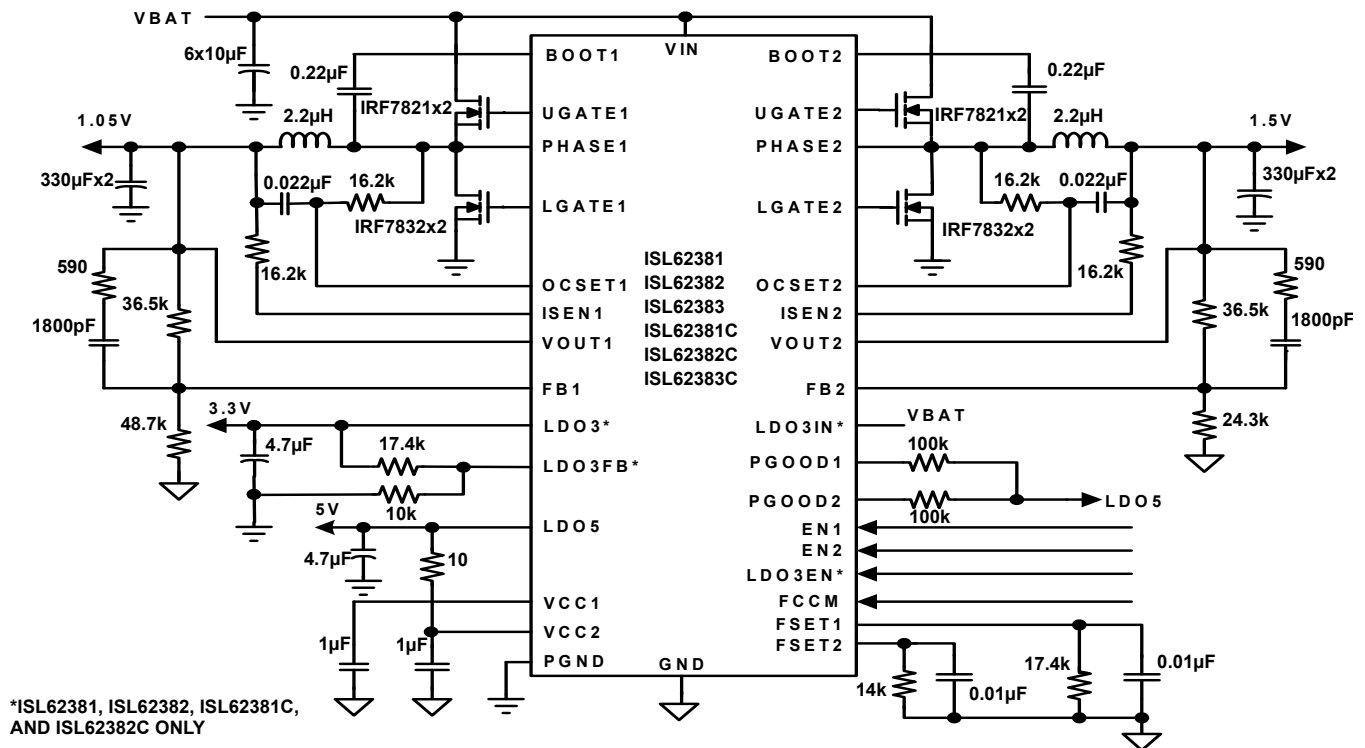 VBAT
6x10µF
0.22µF
IRF7821x2
2.2µH
1.05V
330µFx2
0.022µF
16.2k
IRF7832x2
16.2k
590
36.5k
1800pF
48.7k
3.3V
4.7µF
17.4k
10k
5V
4.7µF
10
1µF
1µF
VIN
BOOT1
UGATE1
PHASE1
LGATE1
OCSET1
ISEN1
VOUT1
FB1
LDO3*
LDO3FB*
LDO5
VCC1
VCC2
PGND
GND
ISL62381
ISL62382
ISL62383
ISL62381C
ISL62382C
ISL62383C
BOOT2
UGATE2
PHASE2
LGATE2
OCSET2
ISEN2
VOUT2
FB2
LDO3IN*
PGOOD1
PGOOD2
EN1
EN2
LDO3EN*
FCCM
FSET1
FSET2
0.22µF
IRF7821x2
2.2µH
1.5V
330µFx2
16.2k
0.022µF
IRF7832x2
16.2k
590
36.5k
1800pF
24.3k
VBAT
100k
100k
LDO5
14k
0.01µF
17.4k
0.01µF
*ISL62381, ISL62382, ISL62381C,
AND ISL62382C ONLY